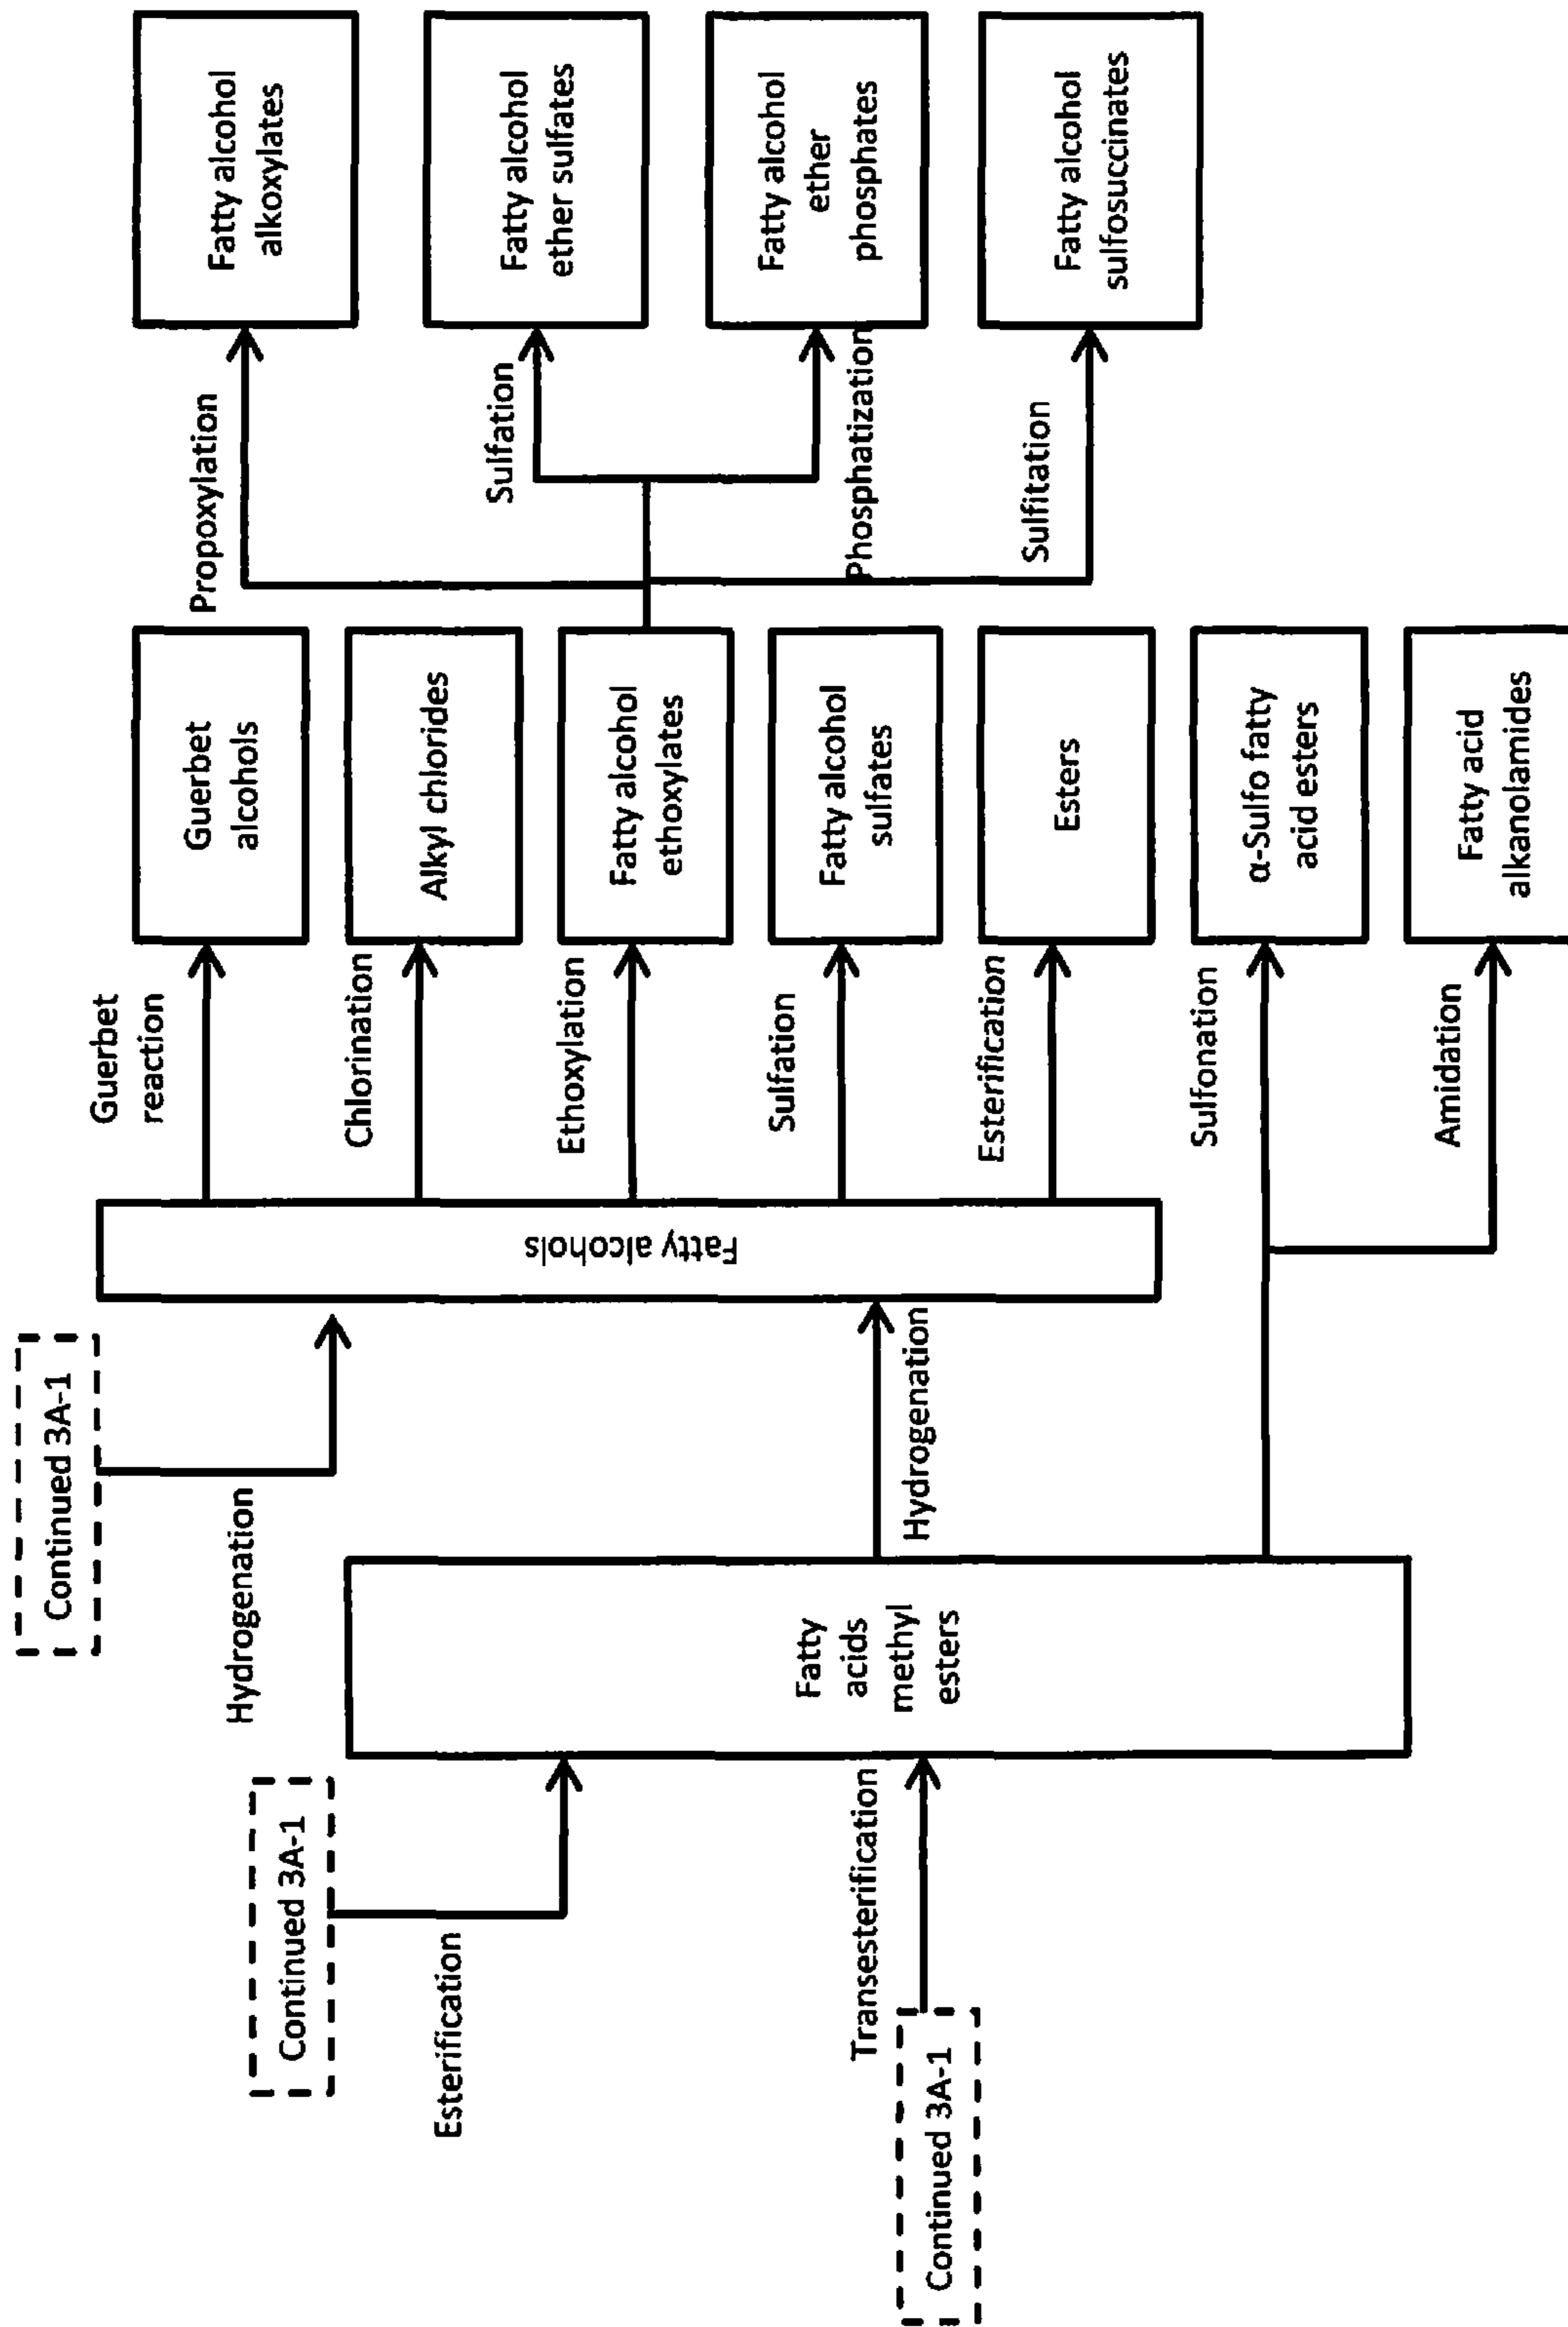 Continued 3A-1
Esterification
Continued 3A-1
Transesterification
Fatty
acids
methyl
esters
Continued 3A-1
Hydrogenation
Hydrogenation
Fatty alcohols
Guerbet
reaction
Guerbet
alcohols
Chlorination
Alkyl chlorides
Ethoxylation
Fatty alcohol
ethoxylates
Sulfation
Fatty alcohol
sulfates
Esterification
Esters
Sulfonation
α-Sulfo fatty
acid esters
Amidation
Fatty acid
alkanolamides
Propoxylation
Fatty alcohol
alkoxylates
Sulfation
Fatty alcohol
ether sulfates
Phosphatization
Fatty alcohol
ether
phosphates
Sulfitation
Fatty alcohol
sulfosuccinates